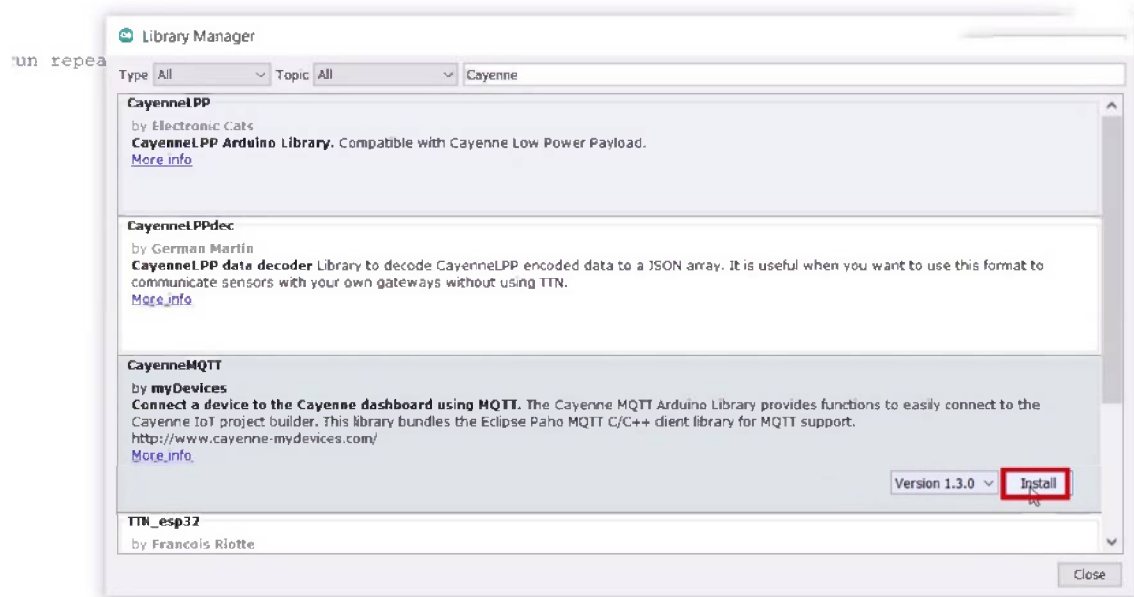 Library Manager
un repea
Type All Topic All Cayenne
CayenneLPP
by Electronic Cats
CayenneLPP Arduino Library. Compatible with Cayenne Low Power Payload.
More info
CayenneLPPdec
by German Martin
CayenneLPP data decoder Library to decode CayenneLPP encoded data to a JSON array. It is useful when you want to use this format to
communicate sensors with your own gateways without using TTN.
More info
CayenneMQTT
by myDevices
Connect a device to the Cayenne dashboard using MQTT. The Cayenne MQTT Arduino Library provides functions to easily connect to the
Cayenne IoT project builder. This library bundles the Eclipse Paho MQTT C/C++ client library for MQTT support.
http://www.cayenne-mydevices.com/
More info
Version 1.3.0 Install
TTN_esp32
by Francois Riotte
Close